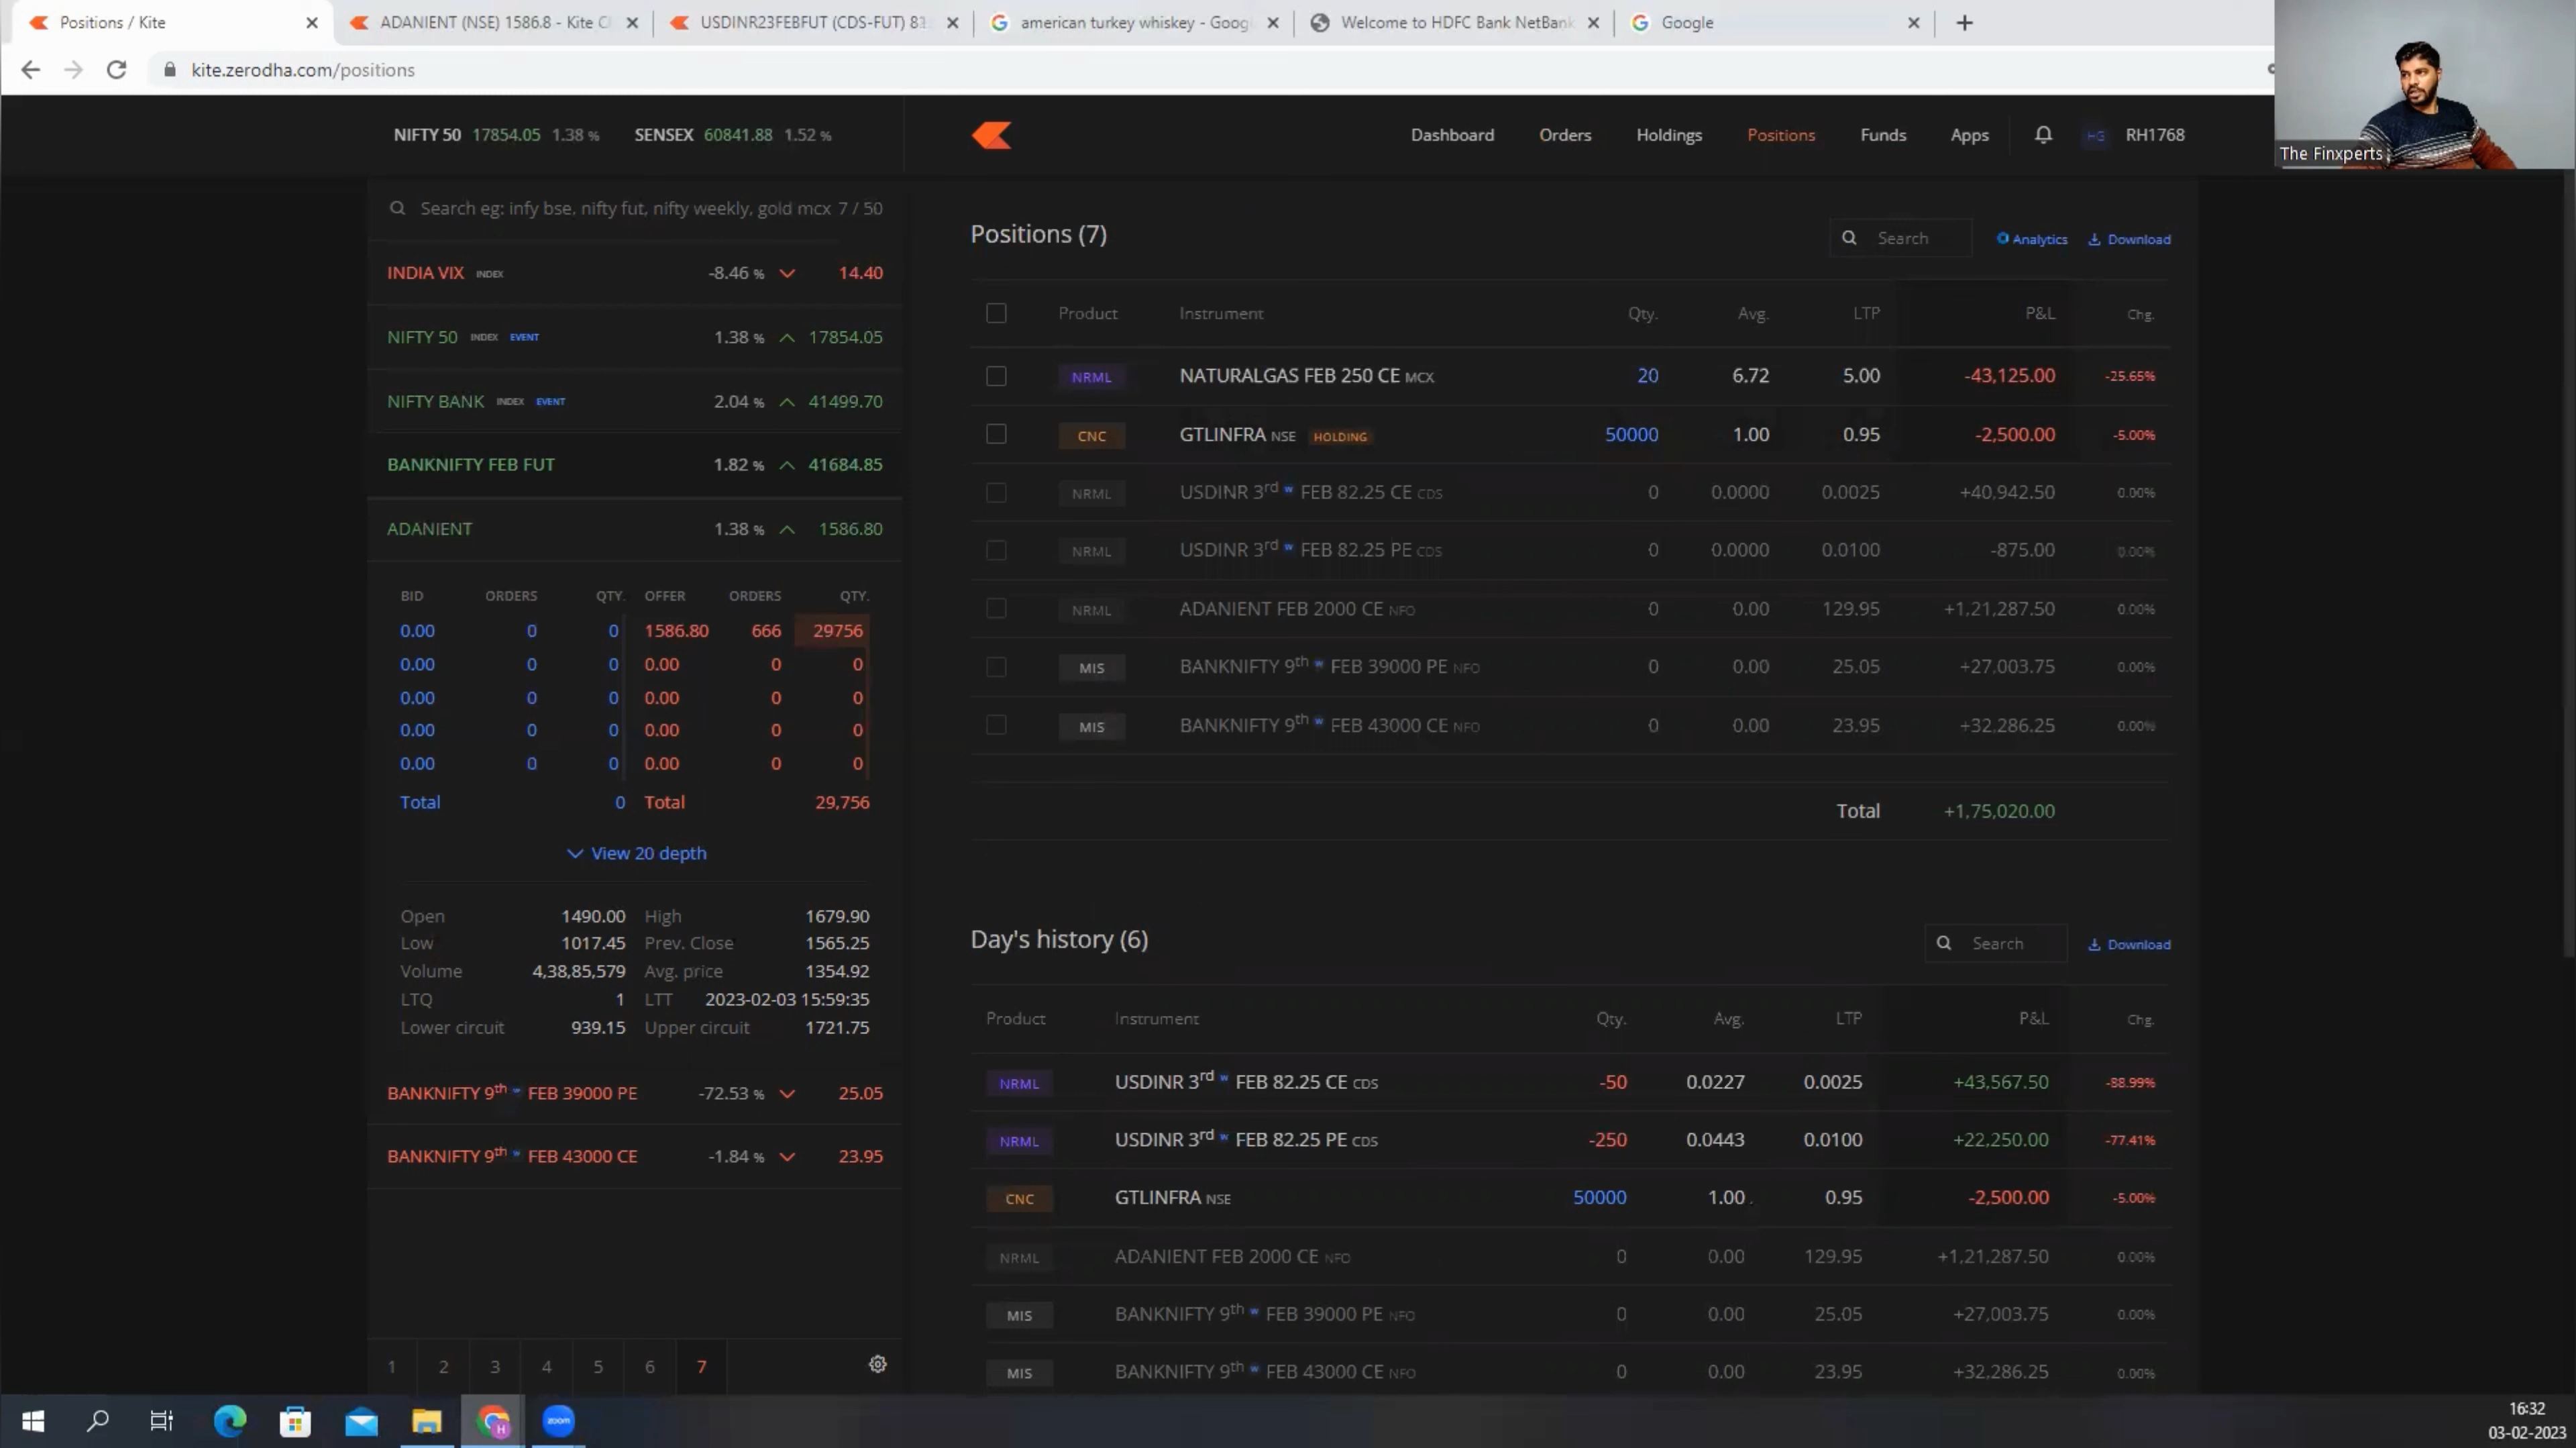 Positions / Kite
ADANIENT (NSE) 1586.8 - Kite
USDINR23FEBFUT (CDS-FUT)
american turkey whiskey - Goog
Welcome to HDFC Bank NetBank
Google
kite.zerodha.com/positions
NIFTY 50 17854.05 1.38 % SENSEX 60841.88 1.52 %
Dashboard Orders Holdings Positions Funds Apps HG RH1768
The Finxperts
Search eg: infy bse, nifty fut, nifty weekly, gold mcx 7 / 50
INDIA VIX INDEX -8.46 % 14.40
NIFTY 50 INDEX EVENT 1.38 % 17854.05
NIFTY BANK INDEX EVENT 2.04 % 41499.70
BANKNIFTY FEB FUT 1.82 % 41684.85
ADANIENT 1.38 % 1586.80
BID ORDERS QTY. OFFER ORDERS QTY.
0.00 0 0 1586.80 666 29756
0.00 0 0 0.00 0 0
0.00 0 0 0.00 0 0
0.00 0 0 0.00 0 0
0.00 0 0 0.00 0 0
Total 0 Total 29,756
View 20 depth
Open 1490.00 High 1679.90
Low 1017.45 Prev. Close 1565.25
Volume 4,38,85,579 Avg. price 1354.92
LTQ 1 LTT 2023-02-03 15:59:35
Lower circuit 939.15 Upper circuit 1721.75
BANKNIFTY 9th w FEB 39000 PE -72.53 % 25.05
BANKNIFTY 9th w FEB 43000 CE -1.84 % 23.95
1 2 3 4 5 6 7
Positions (7)
Search Analytics Download
Product Instrument Qty. Avg. LTP P&L Chg.
NRML NATURALGAS FEB 250 CE MCX 20 6.72 5.00 -43,125.00 -25.65%
CNC GTLINFRA NSE HOLDING 50000 1.00 0.95 -2,500.00 -5.00%
NRML USDINR 3rd w FEB 82.25 CE CDS 0 0.0000 0.0025 +40,942.50 0.00%
NRML USDINR 3rd w FEB 82.25 PE CDS 0 0.0000 0.0100 -875.00 0.00%
NRML ADANIENT FEB 2000 CE NFO 0 0.00 129.95 +1,21,287.50 0.00%
MIS BANKNIFTY 9th w FEB 39000 PE NFO 0 0.00 25.05 +27,003.75 0.00%
MIS BANKNIFTY 9th w FEB 43000 CE NFO 0 0.00 23.95 +32,286.25 0.00%
Total +1,75,020.00
Day's history (6)
Search Download
Product Instrument Qty. Avg. LTP P&L Chg.
NRML USDINR 3rd w FEB 82.25 CE CDS -50 0.0227 0.0025 +43,567.50 -88.99%
NRML USDINR 3rd w FEB 82.25 PE CDS -250 0.0443 0.0100 +22,250.00 -77.41%
CNC GTLINFRA NSE 50000 1.00 0.95 -2,500.00 -5.00%
NRML ADANIENT FEB 2000 CE NFO 0 0.00 129.95 +1,21,287.50 0.00%
MIS BANKNIFTY 9th w FEB 39000 PE NFO 0 0.00 25.05 +27,003.75 0.00%
MIS BANKNIFTY 9th w FEB 43000 CE NFO 0 0.00 23.95 +32,286.25 0.00%
H
zoom
16:32
03-02-2023